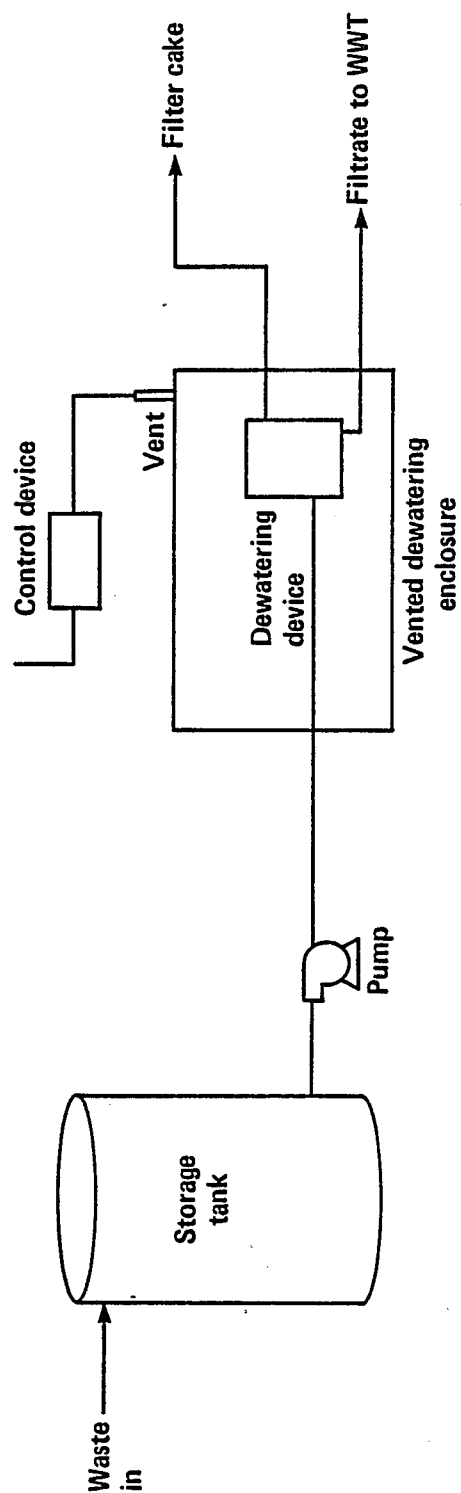 Waste
in
Storage
tank
Pump
Dewatering
device
Vented dewatering
enclosure
Vent
Control device
Filter cake
Filtrate to WWT